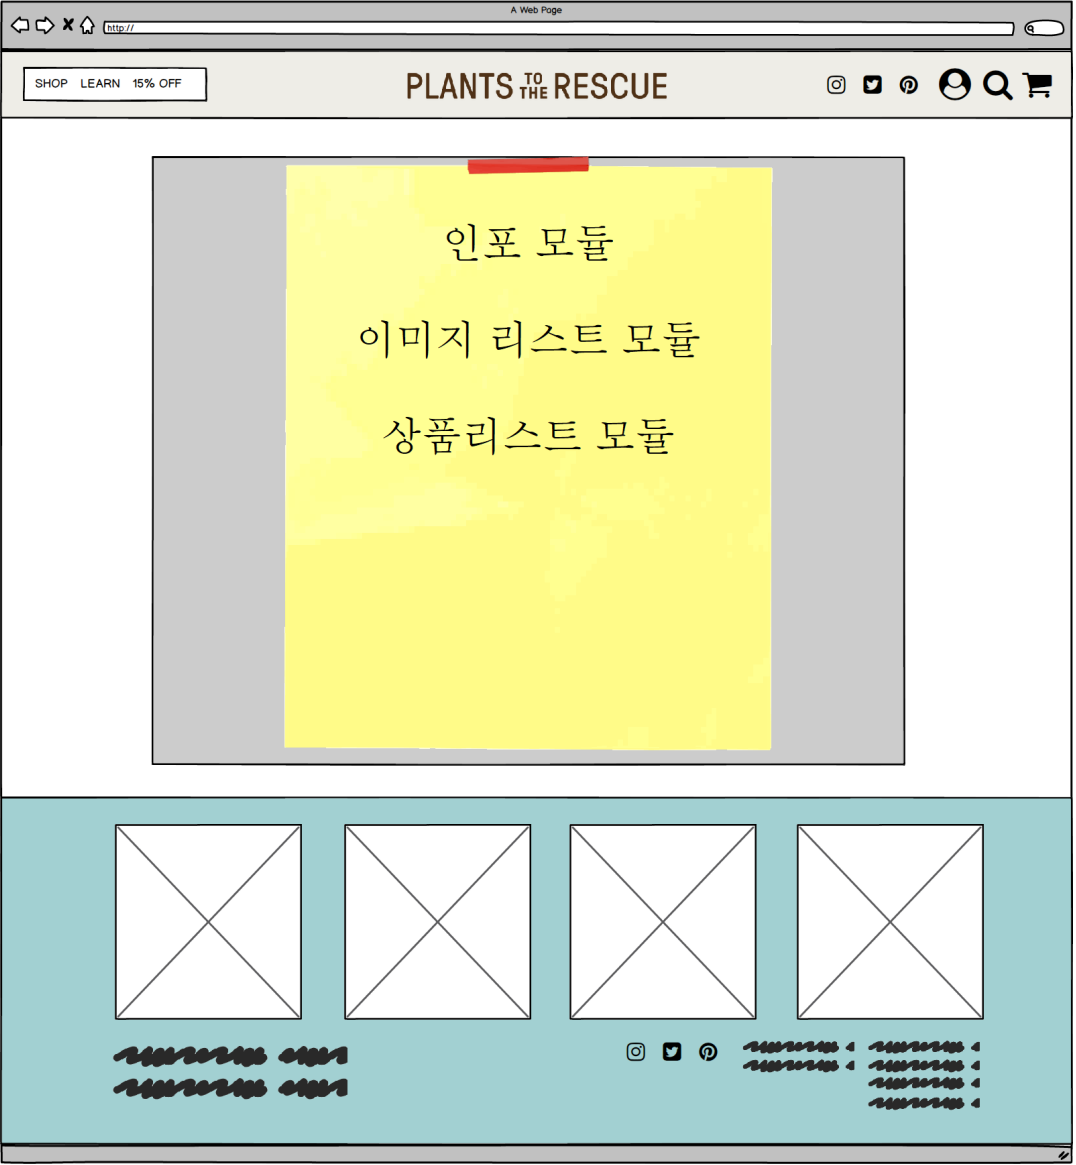 A Web Page
http://
SHOP LEARN 15% OFF
PLANTS TO THE RESCUE
인포 모듈
이미지 리스트 모듈
상품리스트 모듈